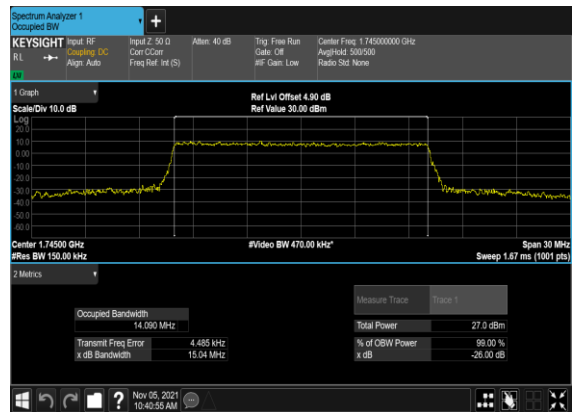 Spectrum Analyzer 1
Occupied BW
+
KEYSIGHT Input: RF Input Z: 50 Ω Atten: 40 dB Trig: Free Run Center Freq: 1.745000000 GHz
RL Coupling: DC Corr CCorr Gate: Off Avg|Hold: 500/500
Align: Auto Freq Ref: Int (S) #IF Gain: Low Radio Std: None
1 Graph Ref Lvl Offset 4.90 dB
Scale/Div 10.0 dB Ref Value 30.00 dBm
Log
20.0
10.0
0.00
-10.0
-20.0
-30.0
-40.0
-50.0
-60.0
Center 1.74500 GHz #Video BW 470.00 kHz* Span 30 MHz
#Res BW 150.00 kHz Sweep 1.67 ms (1001 pts)
2 Metrics
Measure Trace Trace 1
Occupied Bandwidth
14.090 MHz Total Power 27.0 dBm
Transmit Freq Error 4.485 kHz % of OBW Power 99.00 %
x dB Bandwidth 15.04 MHz x dB -26.00 dB
? Nov 05, 2021
10:40:55 AM